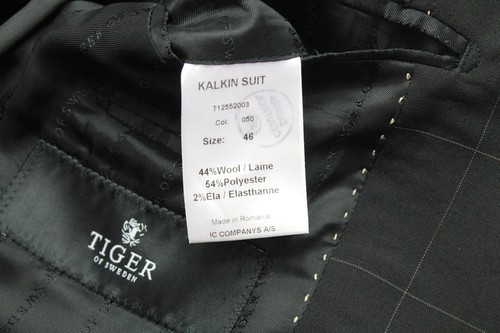 KALKIN SUIT
T12552003
Col: 050
Size: 46
44%Wool / Laine
54%Polyester
2%Ela / Elasthanne
Made in Romania
IC COMPANYS A/S
TIGER
OF SWEDEN